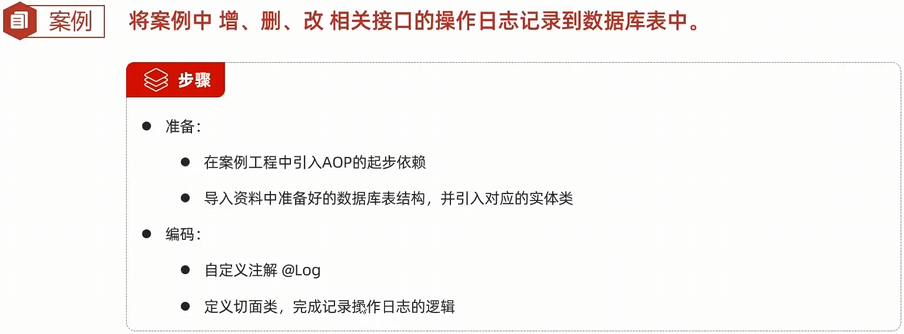 案例
将案例中 增、删、改 相关接口的操作日志记录到数据库表中。
步骤
准备：
在案例工程中引入AOP的起步依赖
导入资料中准备好的数据库表结构，并引入对应的实体类
编码：
自定义注解 @Log
定义切面类，完成记录操作日志的逻辑